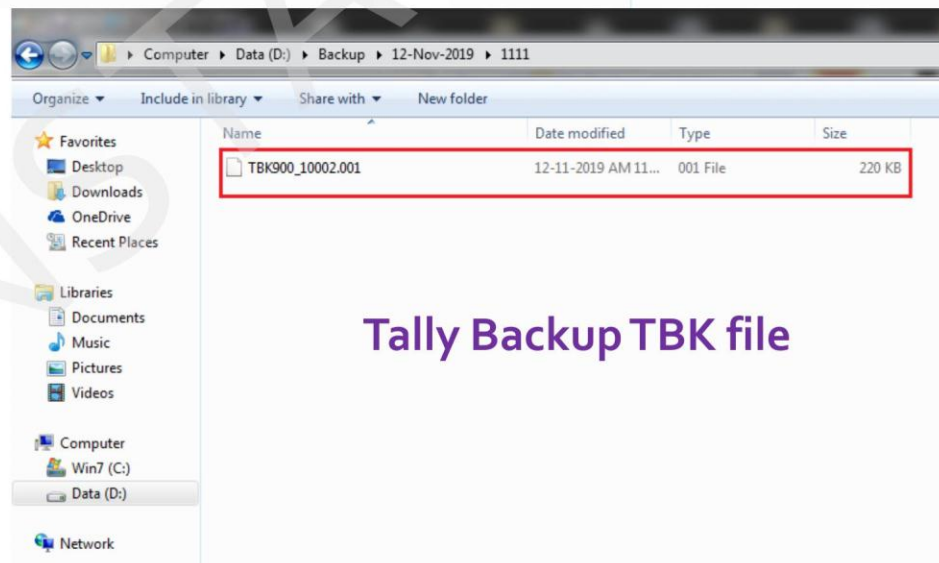 Computer ▸ Data (D:) ▸ Backup ▸ 12-Nov-2019 ▸ 1111
Organize Include in library Share with New folder
Favorites
Desktop
Downloads
OneDrive
Recent Places
Libraries
Documents
Music
Pictures
Videos
Computer
Win7 (C:)
Data (D:)
Network
Name Date modified Type Size
TBK900_10002.001 12-11-2019 AM 11... 001 File 220 KB
Tally Backup TBK file